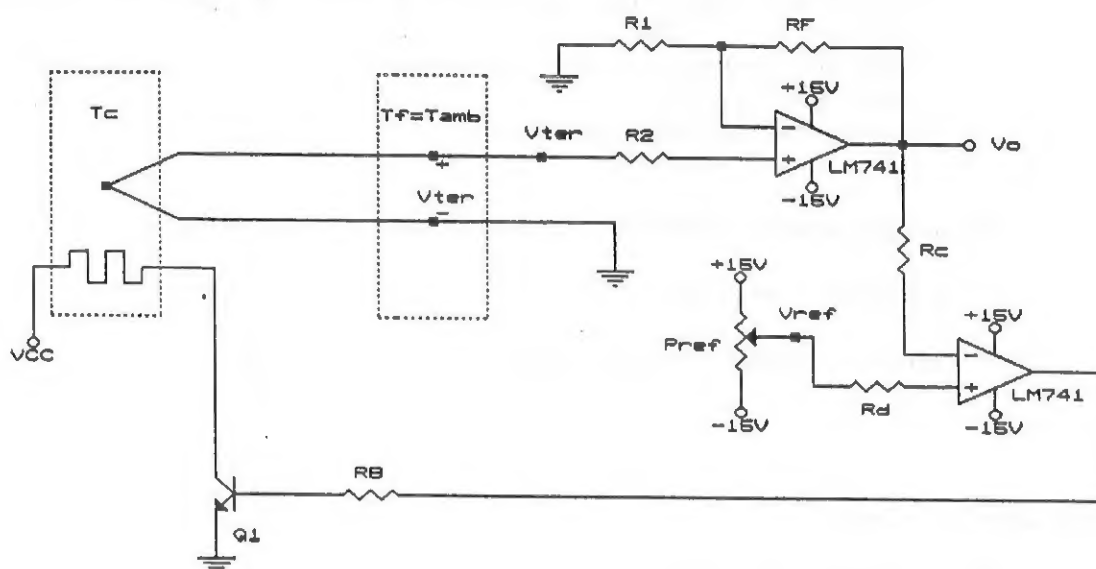 R1
RF
+15V
Tc
Tf=Tamb
Vter
R2
LM741
Vo
+
-15V
Vter
-
Rc
+15V
Vref
Pref
+15V
VCC
LM741
Rd
-15V
-15V
RB
Q1